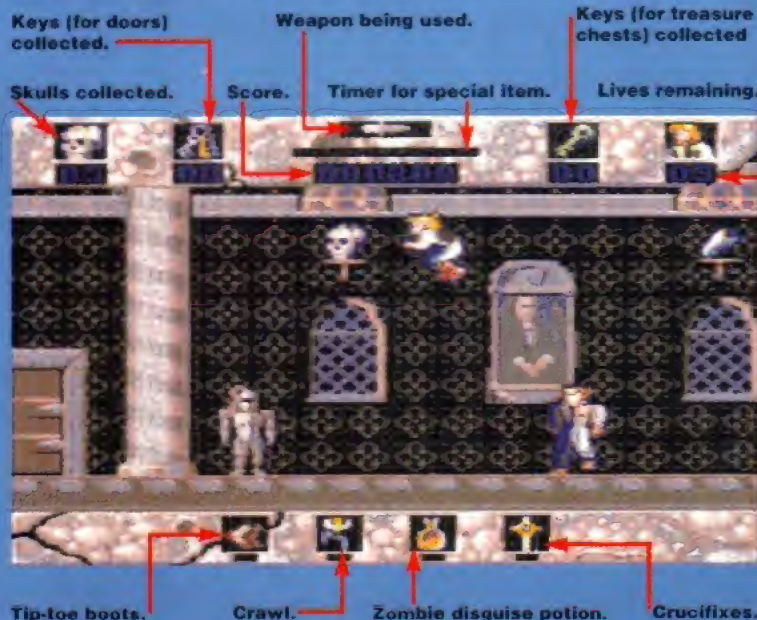 Keys (for doors)
collected.
Weapon being used.
Keys (for treasure
chests) collected
Skulls collected.
Score.
Timer for special item.
Lives remaining.
Tip-toe boots.
Crawl.
Zombie disguise potion.
Crucifixes.